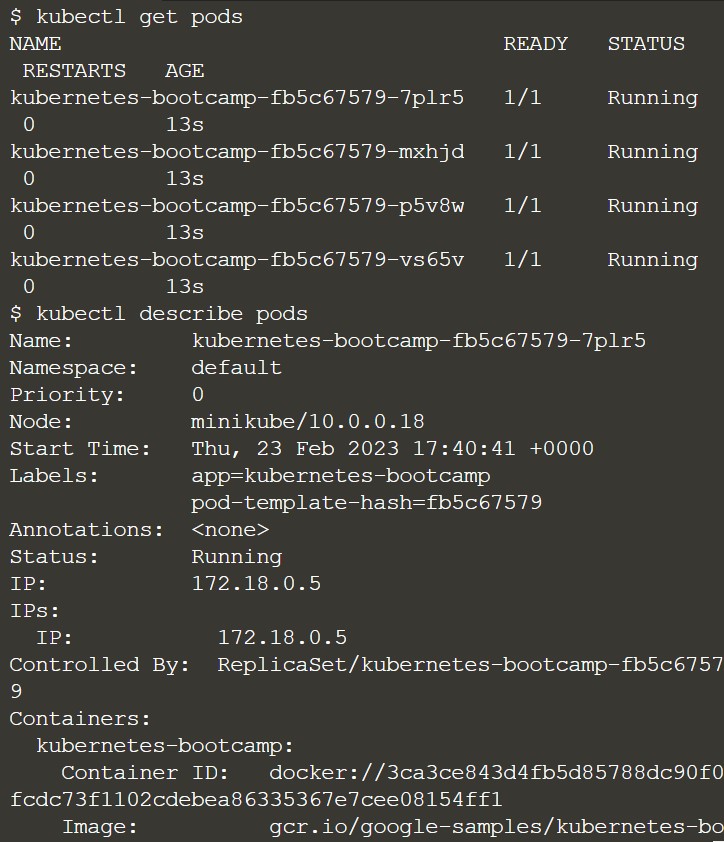 $ kubectl get pods
NAME READY STATUS
RESTARTS AGE
kubernetes-bootcamp-fb5c67579-7plr5 1/1 Running
0 13s
kubernetes-bootcamp-fb5c67579-mxhjd 1/1 Running
0 13s
kubernetes-bootcamp-fb5c67579-p5v8w 1/1 Running
0 13s
kubernetes-bootcamp-fb5c67579-vs65v 1/1 Running
0 13s
$ kubectl describe pods
Name: kubernetes-bootcamp-fb5c67579-7plr5
Namespace: default
Priority: 0
Node: minikube/10.0.0.18
Start Time: Thu, 23 Feb 2023 17:40:41 +0000
Labels: app=kubernetes-bootcamp
pod-template-hash=fb5c67579
Annotations: <none>
Status: Running
IP: 172.18.0.5
IPs:
IP: 172.18.0.5
Controlled By: ReplicaSet/kubernetes-bootcamp-fb5c6757
9
Containers:
kubernetes-bootcamp:
Container ID: docker://3ca3ce843d4fb5d85788dc90f0
fcdc73f1102cdebea86335367e7cee08154ff1
Image: gcr.io/google-samples/kubernetes-bo